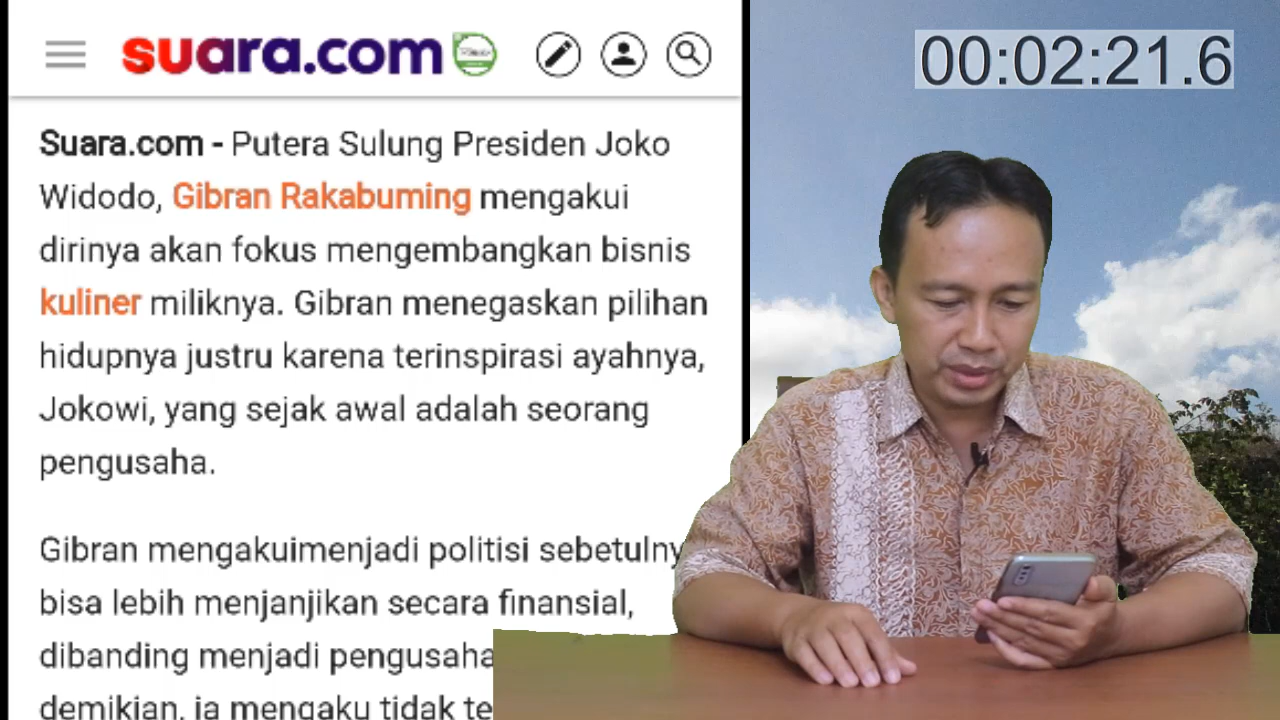 suara.com
00:02:21.6
Suara.com - Putera Sulung Presiden Joko
Widodo, Gibran Rakabuming mengakui
dirinya akan fokus mengembangkan bisnis
kuliner miliknya. Gibran menegaskan pilihan
hidupnya justru karena terinspirasi ayahnya,
Jokowi, yang sejak awal adalah seorang
pengusaha.
Gibran mengakuimenjadi politisi sebetulny
bisa lebih menjanjikan secara finansial,
dibanding menjadi pengusaha
demikian, ia mengaku tidak te